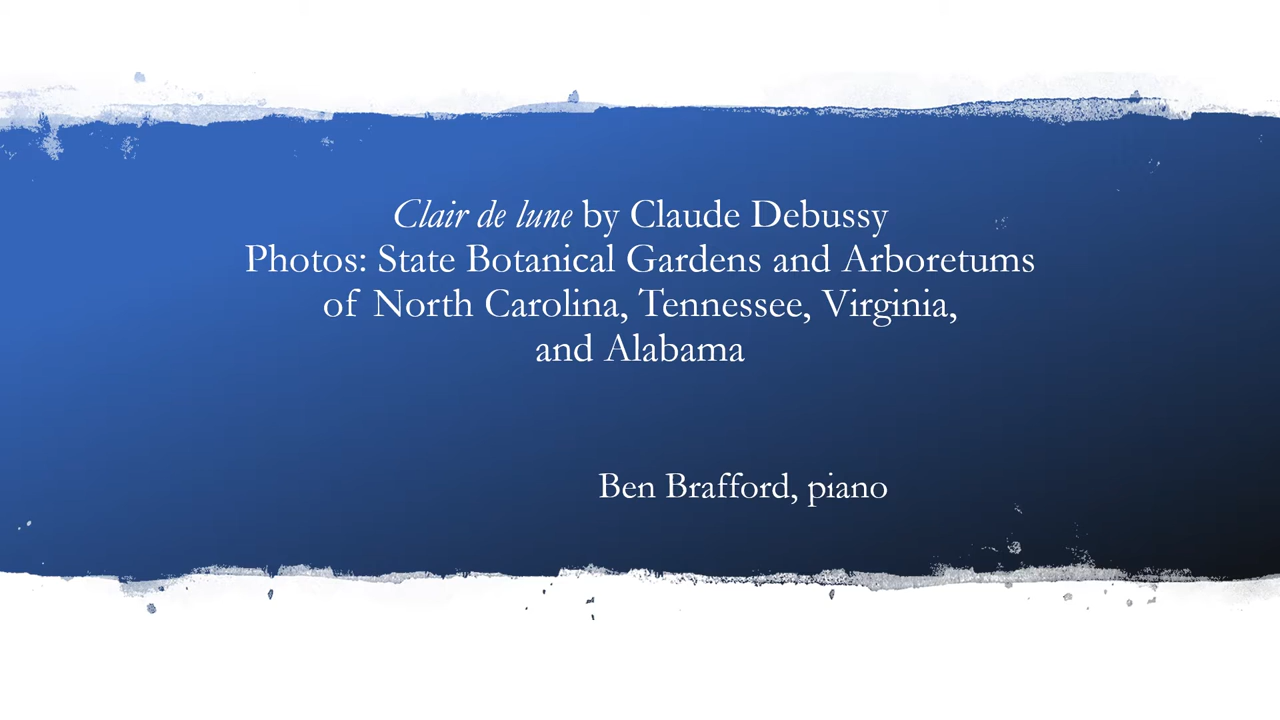 Clair de lune by Claude Debussy
Photos: State Botanical Gardens and Arboretums
of North Carolina, Tennessee, Virginia,
and Alabama
Ben Brafford, piano